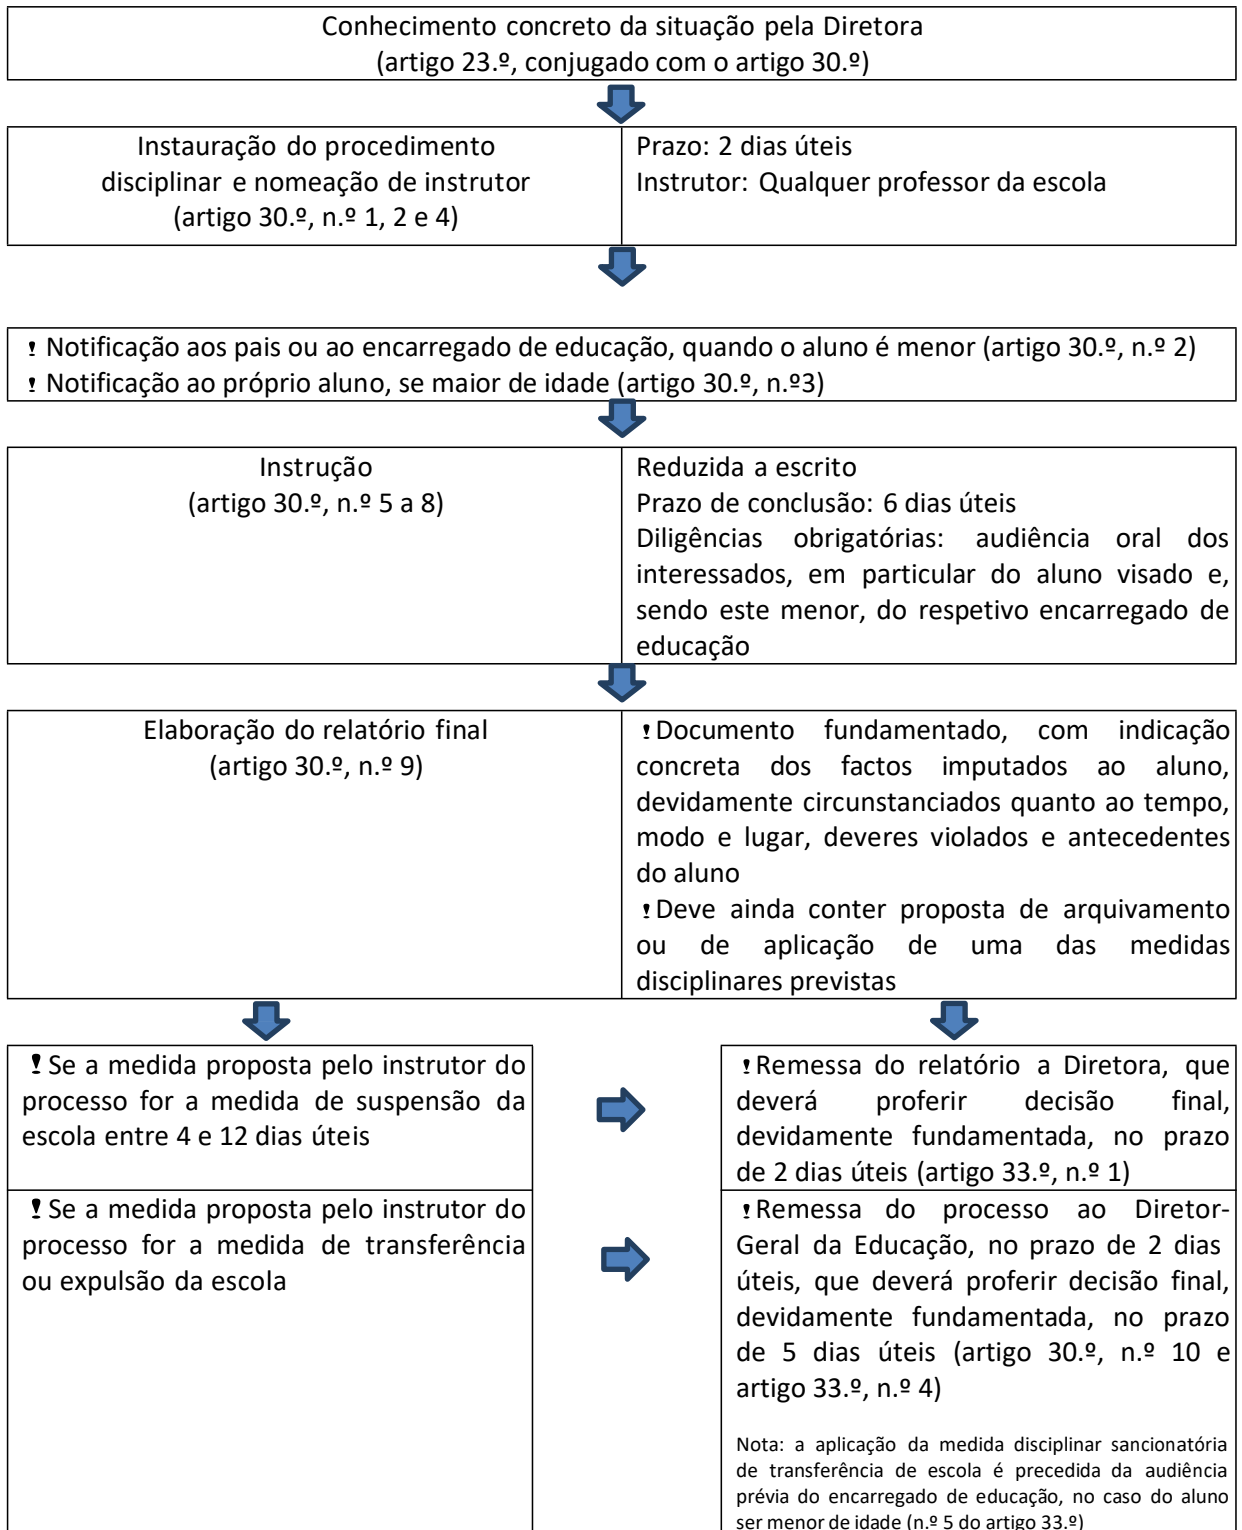 Conhecimento concreto da situação pela Diretora
(artigo 23.º, conjugado com o artigo 30.º)
Instauração do procedimento
disciplinar e nomeação de instrutor
(artigo 30.º, n.º 1, 2 e 4)
Prazo: 2 dias úteis
Instrutor: Qualquer professor da escola
! Notificação aos pais ou ao encarregado de educação, quando o aluno é menor (artigo 30.º, n.º 2)
! Notificação ao próprio aluno, se maior de idade (artigo 30.º, n.º3)
Instrução
(artigo 30.º, n.º 5 a 8)
Reduzida a escrito
Prazo de conclusão: 6 dias úteis
Diligências obrigatórias: audiência oral dos
interessados, em particular do aluno visado e,
sendo este menor, do respetivo encarregado de
educação
Elaboração do relatório final
(artigo 30.º, n.º 9)
! Documento fundamentado, com indicação
concreta dos factos imputados ao aluno,
devidamente circunstanciados quanto ao tempo,
modo e lugar, deveres violados e antecedentes
do aluno
! Deve ainda conter proposta de arquivamento
ou de aplicação de uma das medidas
disciplinares previstas
! Se a medida proposta pelo instrutor do
processo for a medida de suspensão da
escola entre 4 e 12 dias úteis
! Remessa do relatório a Diretora, que
deverá proferir decisão final,
devidamente fundamentada, no prazo
de 2 dias úteis (artigo 33.º, n.º 1)
! Se a medida proposta pelo instrutor do
processo for a medida de transferência
ou expulsão da escola
! Remessa do processo ao Diretor-
Geral da Educação, no prazo de 2 dias
úteis, que deverá proferir decisão final,
devidamente fundamentada, no prazo
de 5 dias úteis (artigo 30.º, n.º 10 e
artigo 33.º, n.º 4)
Nota: a aplicação da medida disciplinar sancionatória
de transferência de escola é precedida da audiência
prévia do encarregado de educação, no caso do aluno
ser menor de idade (n.º 5 do artigo 33.º)